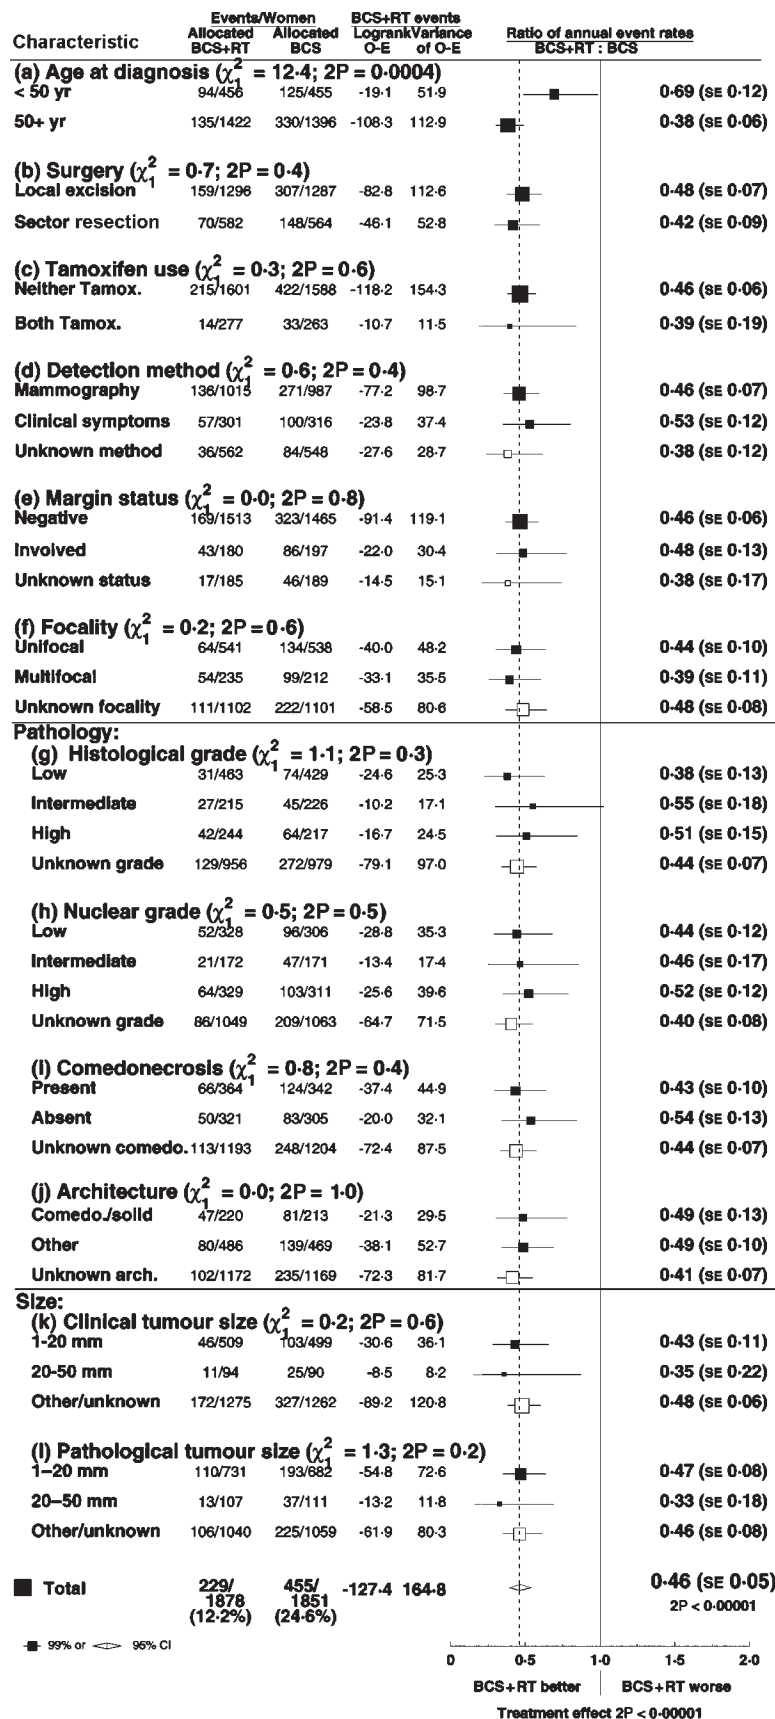 Events/Women BCS+RT events
Allocated Allocated Logrank Variance Ratio of annual event rates
Characteristic BCS+RT BCS O-E of O-E BCS+RT : BCS
(a) Age at diagnosis (χ²₁ = 12·4; 2P = 0·0004)
< 50 yr 94/456 125/455 -19·1 51·9 0·69 (SE 0·12)
50+ yr 135/1422 330/1396 -108·3 112·9 0·38 (SE 0·06)
(b) Surgery (χ²₁ = 0·7; 2P = 0·4)
Local excision 159/1296 307/1287 -82·8 112·6 0·48 (SE 0·07)
Sector resection 70/582 148/564 -46·1 52·8 0·42 (SE 0·09)
(c) Tamoxifen use (χ²₁ = 0·3; 2P = 0·6)
Neither Tamox. 215/1601 422/1588 -118·2 154·3 0·46 (SE 0·06)
Both Tamox. 14/277 33/263 -10·7 11·5 0·39 (SE 0·19)
(d) Detection method (χ²₁ = 0·6; 2P = 0·4)
Mammography 136/1015 271/987 -77·2 98·7 0·46 (SE 0·07)
Clinical symptoms 57/301 100/316 -23·8 37·4 0·53 (SE 0·12)
Unknown method 36/562 84/548 -27·6 28·7 0·38 (SE 0·12)
(e) Margin status (χ²₁ = 0·0; 2P = 0·8)
Negative 169/1513 323/1465 -91·4 119·1 0·46 (SE 0·06)
Involved 43/180 86/197 -22·0 30·4 0·48 (SE 0·13)
Unknown status 17/185 46/189 -14·5 15·1 0·38 (SE 0·17)
(f) Focality (χ²₁ = 0·2; 2P = 0·6)
Unifocal 64/541 134/538 -40·0 48·2 0·44 (SE 0·10)
Multifocal 54/235 99/212 -33·1 35·5 0·39 (SE 0·11)
Unknown focality 111/1102 222/1101 -58·5 80·6 0·48 (SE 0·08)
Pathology:
(g) Histological grade (χ²₁ = 1·1; 2P = 0·3)
Low 31/463 74/429 -24·6 25·3 0·38 (SE 0·13)
Intermediate 27/215 45/226 -10·2 17·1 0·55 (SE 0·18)
High 42/244 64/217 -16·7 24·5 0·51 (SE 0·15)
Unknown grade 129/956 272/979 -79·1 97·0 0·44 (SE 0·07)
(h) Nuclear grade (χ²₁ = 0·5; 2P = 0·5)
Low 52/328 96/306 -28·8 35·3 0·44 (SE 0·12)
Intermediate 21/172 47/171 -13·4 17·4 0·46 (SE 0·17)
High 64/329 103/311 -25·6 39·6 0·52 (SE 0·12)
Unknown grade 86/1049 209/1063 -64·7 71·5 0·40 (SE 0·08)
(I) Comedonecrosis (χ²₁ = 0·8; 2P = 0·4)
Present 66/364 124/342 -37·4 44·9 0·43 (SE 0·10)
Absent 50/321 83/305 -20·0 32·1 0·54 (SE 0·13)
Unknown comedo. 113/1193 248/1204 -72·4 87·5 0·44 (SE 0·07)
(j) Architecture (χ²₁ = 0·0; 2P = 1·0)
Comedo./solid 47/220 81/213 -21·3 29·5 0·49 (SE 0·13)
Other 80/486 139/469 -38·1 52·7 0·49 (SE 0·10)
Unknown arch. 102/1172 235/1169 -72·3 81·7 0·41 (SE 0·07)
Size:
(k) Clinical tumour size (χ²₁ = 0·2; 2P = 0·6)
1-20 mm 46/509 103/499 -30·6 36·1 0·43 (SE 0·11)
20-50 mm 11/94 25/90 -8·5 8·2 0·35 (SE 0·22)
Other/unknown 172/1275 327/1262 -89·2 120·8 0·48 (SE 0·06)
(l) Pathological tumour size (χ²₁ = 1·3; 2P = 0·2)
1–20 mm 110/731 193/682 -54·8 72·6 0·47 (SE 0·08)
20–50 mm 13/107 37/111 -13·2 11·8 0·33 (SE 0·18)
Other/unknown 106/1040 225/1059 -61·9 80·3 0·46 (SE 0·08)
Total 229/ 455/ -127·4 164·8 0·46 (SE 0·05)
1878 1851 2P < 0·00001
(12·2%) (24·6%)
99% or 95% CI
0 0·5 1·0 1·5 2·0
BCS+RT better BCS+RT worse
Treatment effect 2P < 0·00001